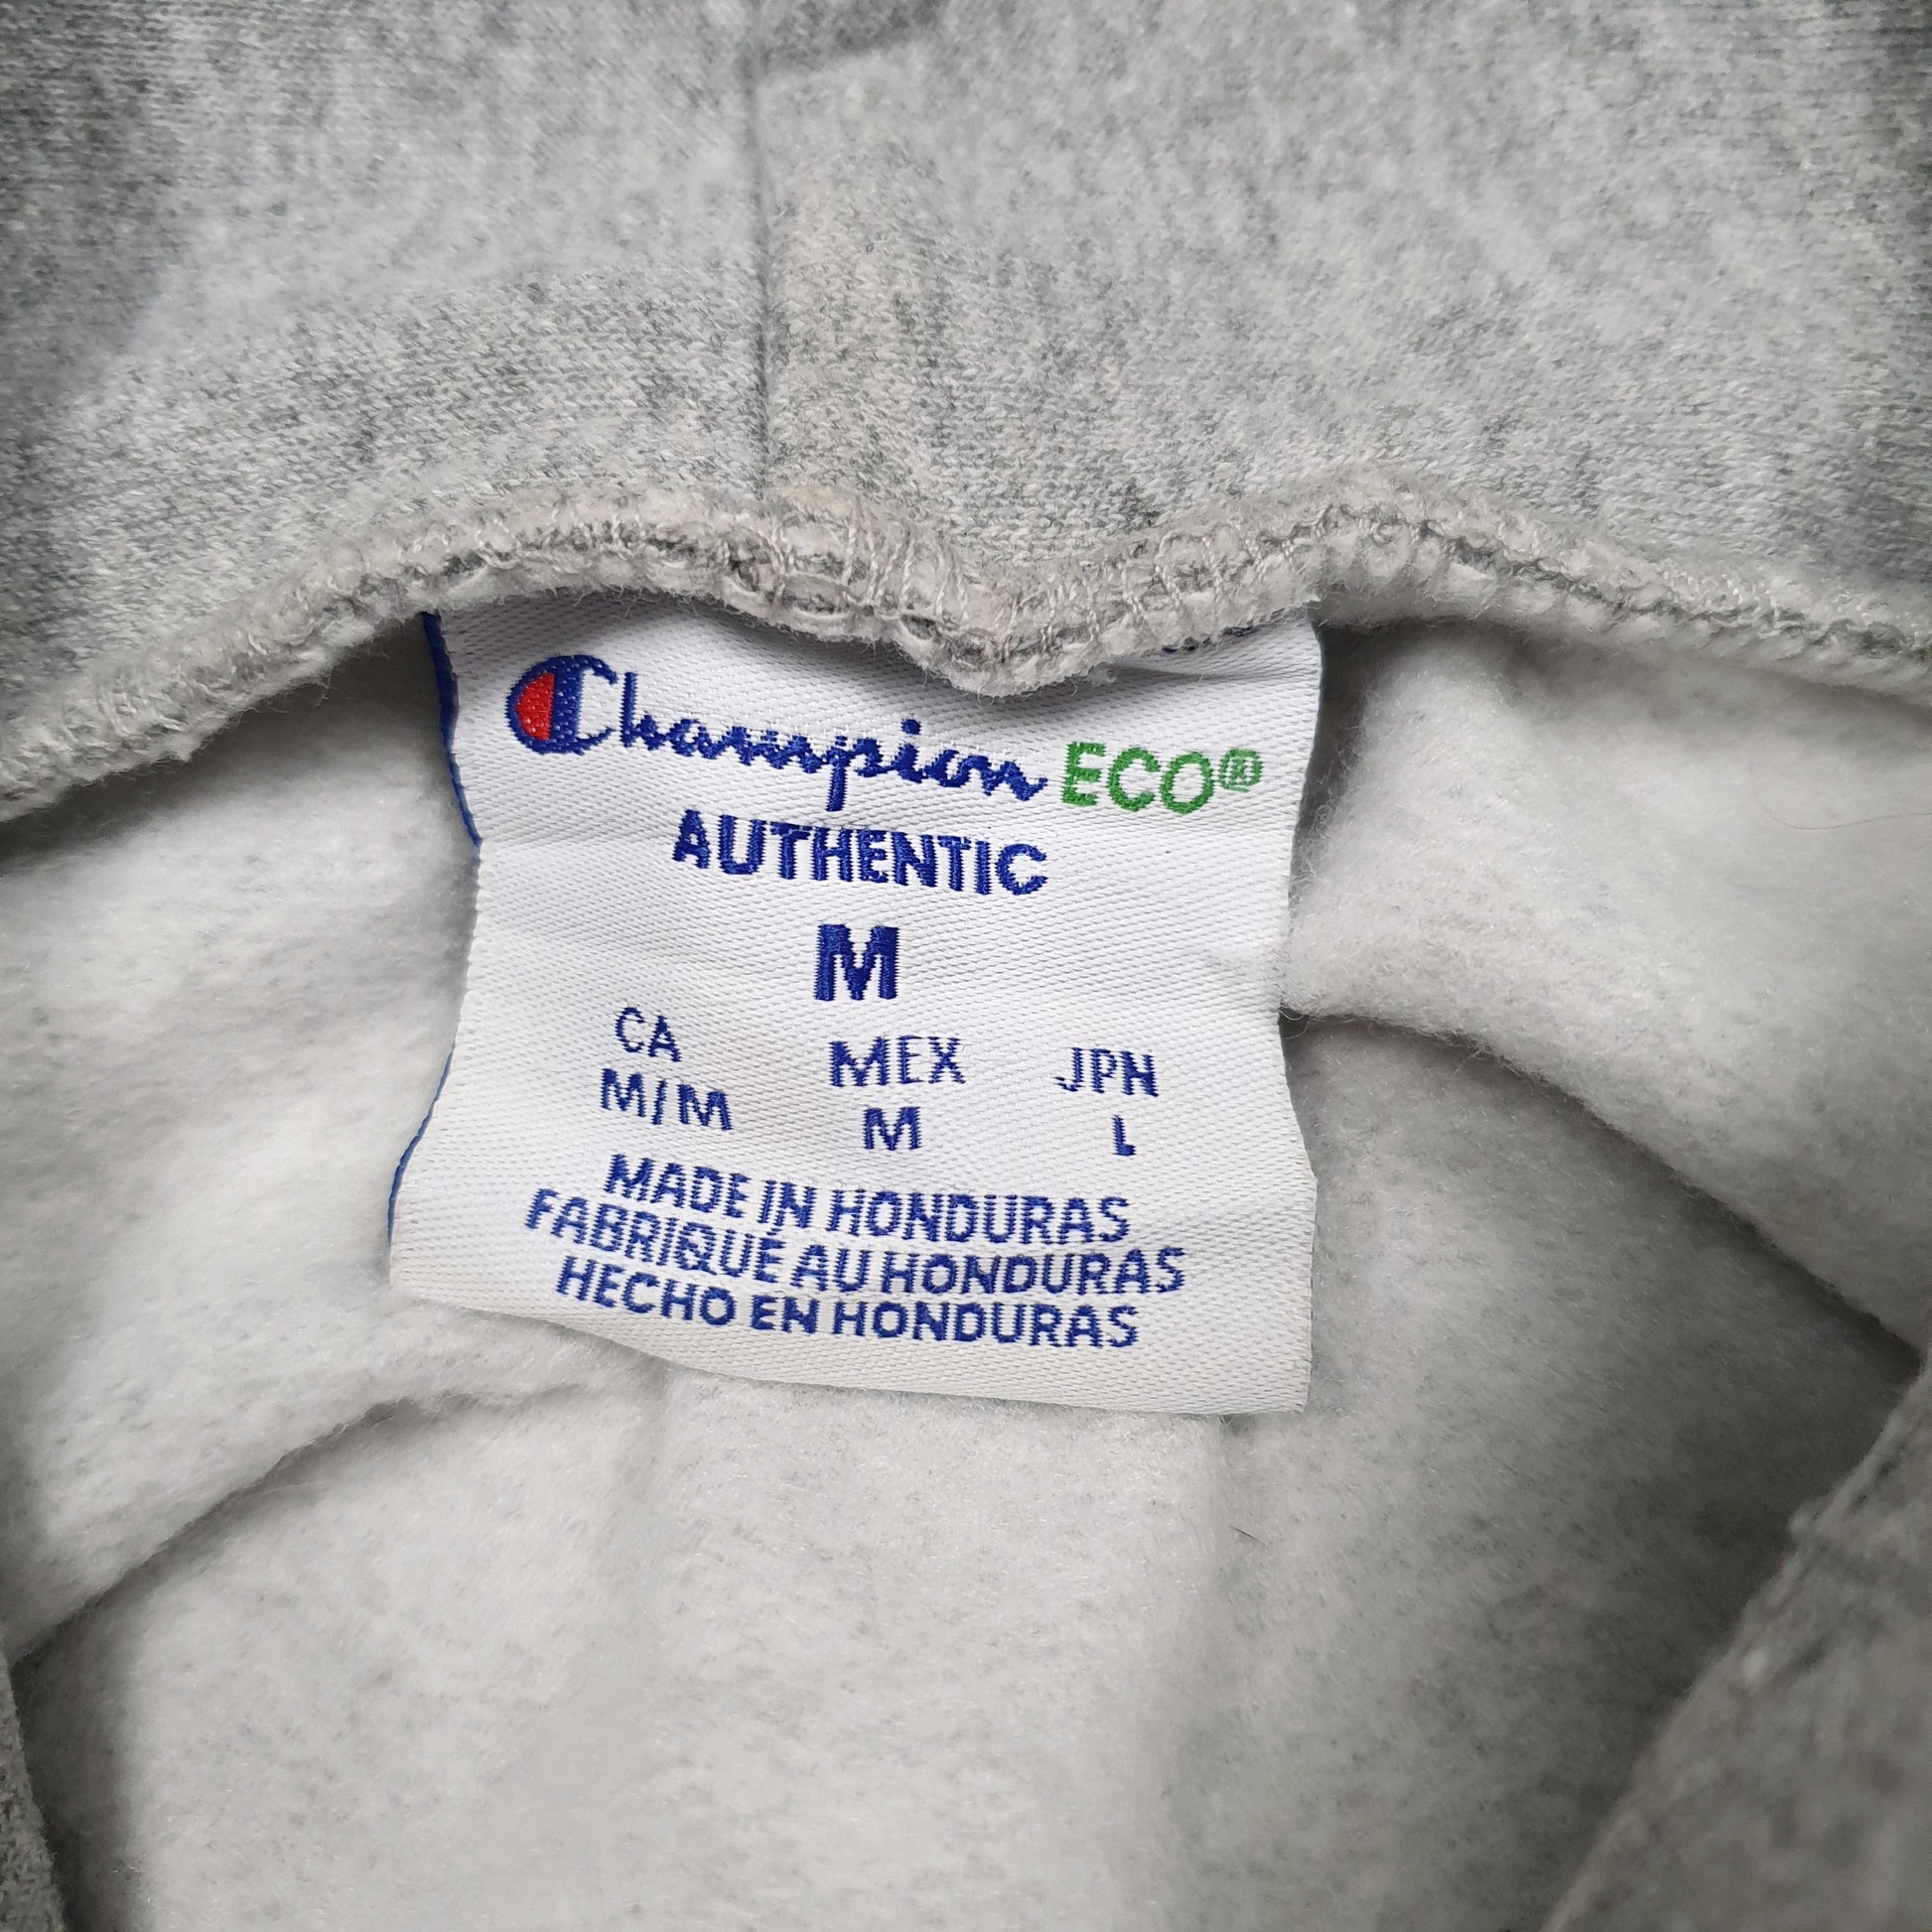 Champion ECO®
AUTHENTIC
M
CA MEX JPN
M/M M L
MADE IN HONDURAS
FABRIQUÉ AU HONDURAS
HECHO EN HONDURAS